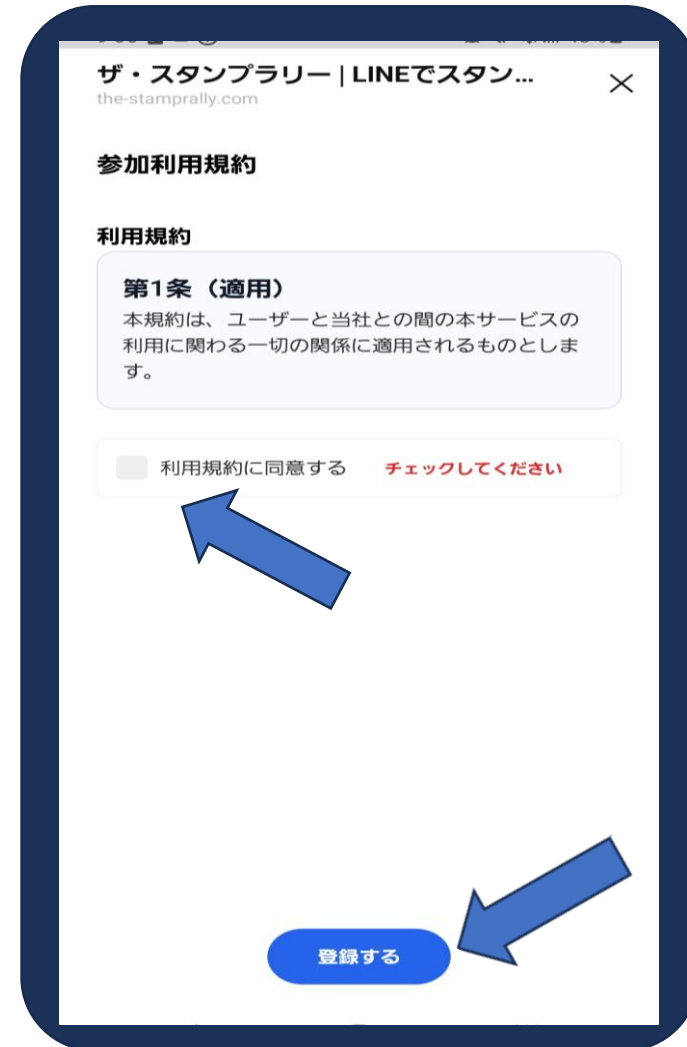 ザ・スタンプラリー | LINEでスタン...
the-stamprally.com
参加利用規約
利用規約
第1条（適用）
本規約は、ユーザーと当社との間の本サービスの
利用に関わる一切の関係に適用されるものとしま
す。
利用規約に同意する チェックしてください
登録する